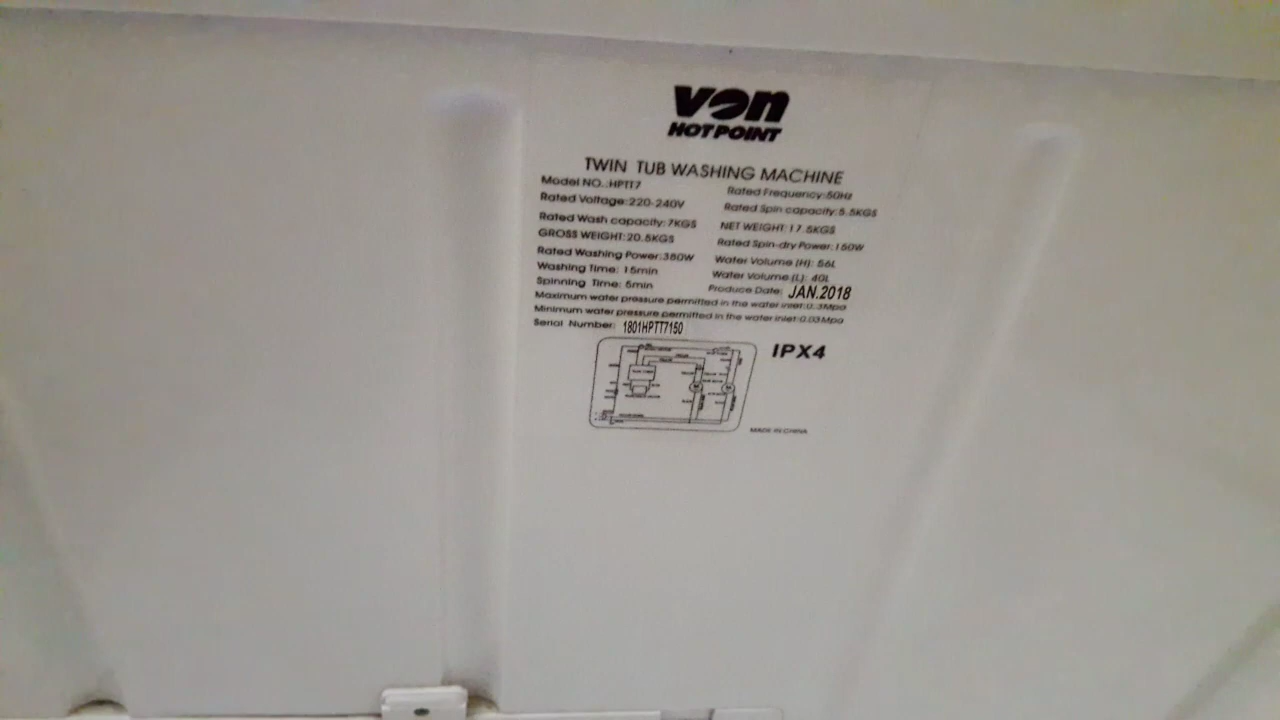 von
HOTPOINT
TWIN TUB WASHING MACHINE
Model NO.:HPTT7
Rated Frequency:50Hz
Rated Voltage:220-240V
Rated Spin capacity:5.5KGS
Rated Wash capacity:7KGS
NET WEIGHT:17.5KGS
GROSS WEIGHT:20.5KGS
Rated Spin-dry Power:150W
Rated Washing Power:380W
Water Volume (H): 56L
Washing Time: 15min
Water Volume (L): 40L
Spinning Time: 5min
Produce Date: JAN.2018
Maximum water pressure permitted in the water inlet:0.3Mpa
Minimum water pressure permitted in the water inlet:0.03Mpa
Serial Number: 1801HPTT7150
IPX4
MADE IN CHINA